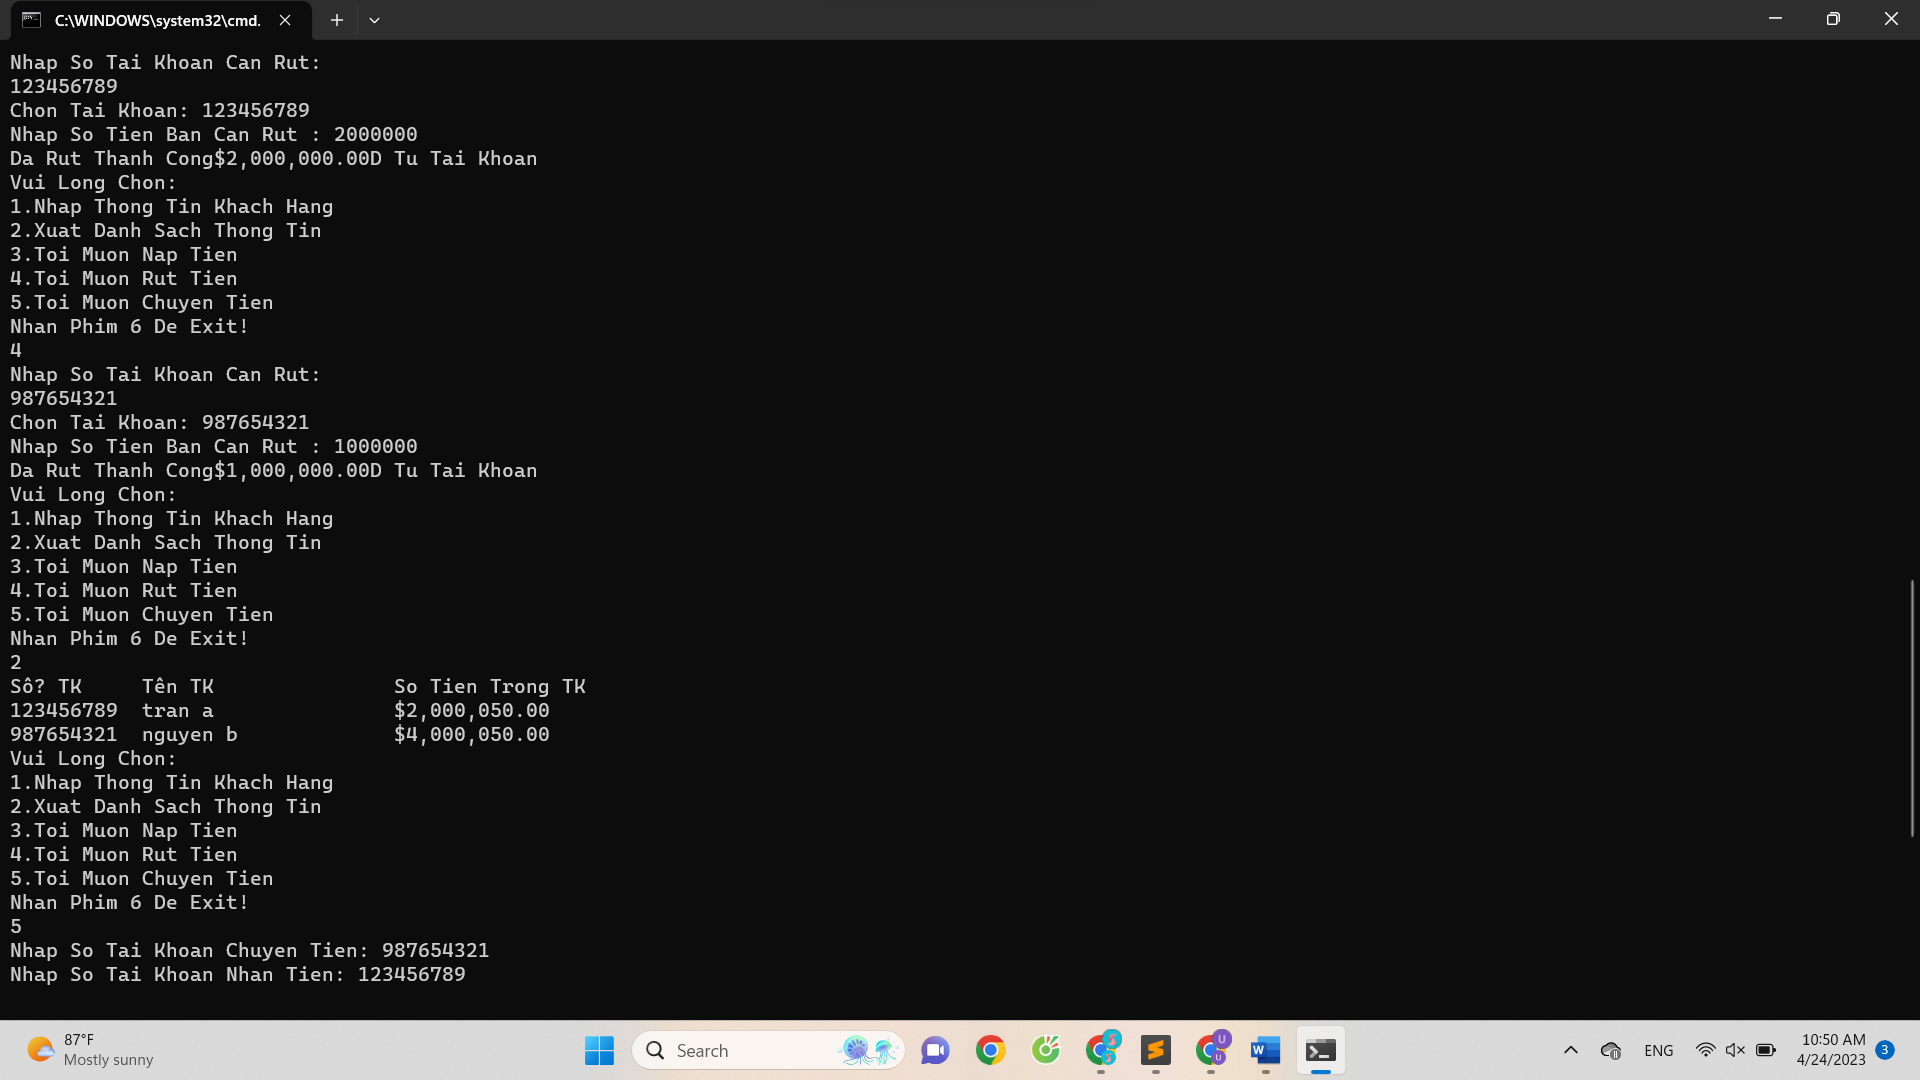 C:\WINDOWS\system32\cmd.
Nhap So Tai Khoan Can Rut:
123456789
Chon Tai Khoan: 123456789
Nhap So Tien Ban Can Rut : 2000000
Da Rut Thanh Cong$2,000,000.00D Tu Tai Khoan
Vui Long Chon:
1.Nhap Thong Tin Khach Hang
2.Xuat Danh Sach Thong Tin
3.Toi Muon Nap Tien
4.Toi Muon Rut Tien
5.Toi Muon Chuyen Tien
Nhan Phim 6 De Exit!
4
Nhap So Tai Khoan Can Rut:
987654321
Chon Tai Khoan: 987654321
Nhap So Tien Ban Can Rut : 1000000
Da Rut Thanh Cong$1,000,000.00D Tu Tai Khoan
Vui Long Chon:
1.Nhap Thong Tin Khach Hang
2.Xuat Danh Sach Thong Tin
3.Toi Muon Nap Tien
4.Toi Muon Rut Tien
5.Toi Muon Chuyen Tien
Nhan Phim 6 De Exit!
2
Sô? TK Tên TK So Tien Trong TK
123456789 tran a $2,000,050.00
987654321 nguyen b $4,000,050.00
Vui Long Chon:
1.Nhap Thong Tin Khach Hang
2.Xuat Danh Sach Thong Tin
3.Toi Muon Nap Tien
4.Toi Muon Rut Tien
5.Toi Muon Chuyen Tien
Nhan Phim 6 De Exit!
5
Nhap So Tai Khoan Chuyen Tien: 987654321
Nhap So Tai Khoan Nhan Tien: 123456789
87°F
Mostly sunny
Search
ENG
10:50 AM
4/24/2023
3